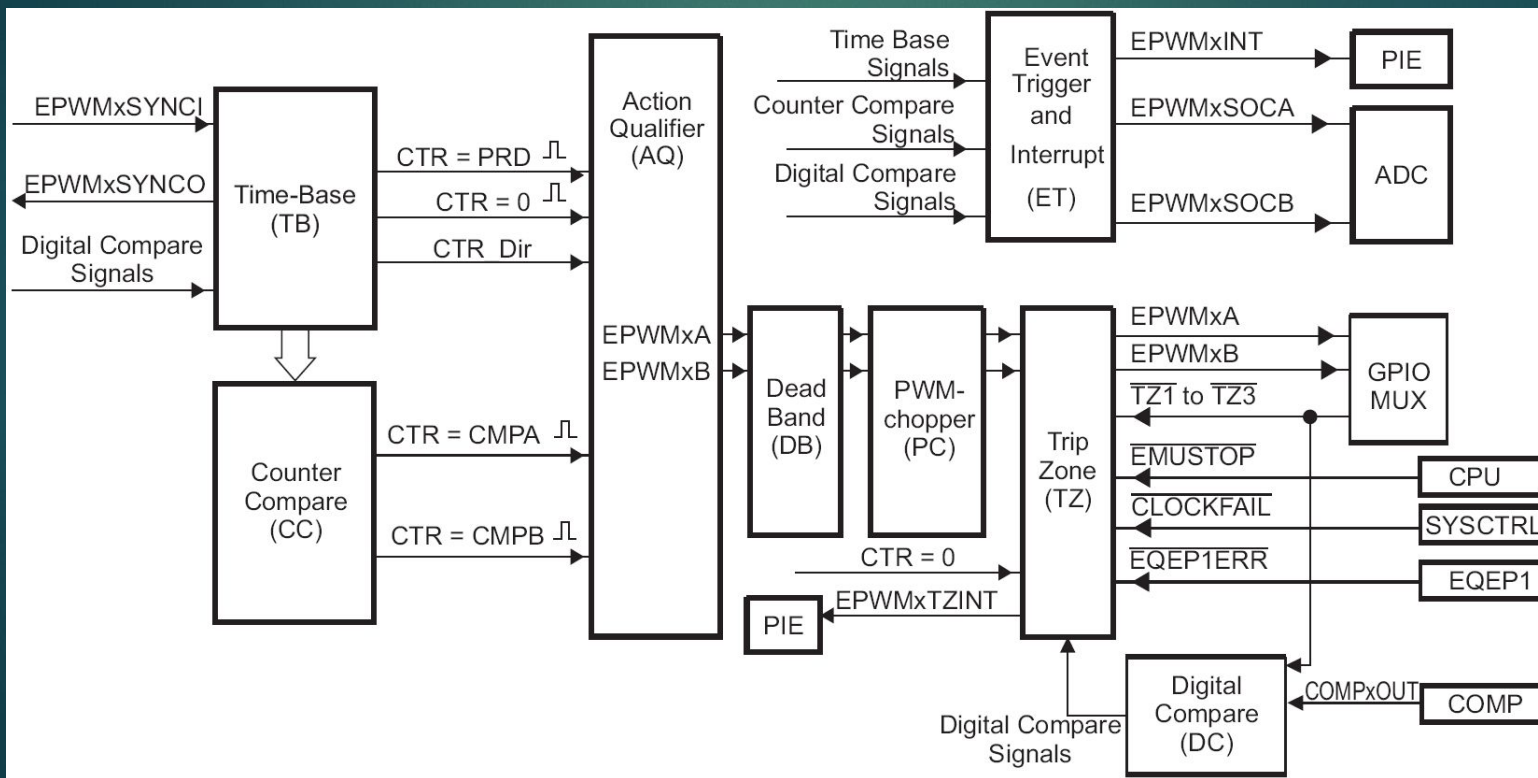 EPWMxSYNCI
EPWMxSYNCO
Digital Compare
Signals
Time-Base
(TB)
CTR = PRD
CTR = 0
CTR Dir
Counter
Compare
(CC)
CTR = CMPA
CTR = CMPB
Action
Qualifier
(AQ)
EPWMxA
EPWMxB
Time Base
Signals
Counter Compare
Signals
Digital Compare
Signals
Event
Trigger
and
Interrupt
(ET)
EPWMxINT
EPWMxSOCA
EPWMxSOCB
PIE
ADC
Dead
Band
(DB)
PWM-
chopper
(PC)
CTR = 0
EPWMxTZINT
PIE
Trip
Zone
(TZ)
EPWMxA
EPWMxB
TZ1 to TZ3
EMUSTOP
CLOCKFAIL
EQEP1ERR
GPIO
MUX
CPU
SYSCTRL
EQEP1
Digital Compare
Signals
Digital
Compare
(DC)
COMPxOUT
COMP